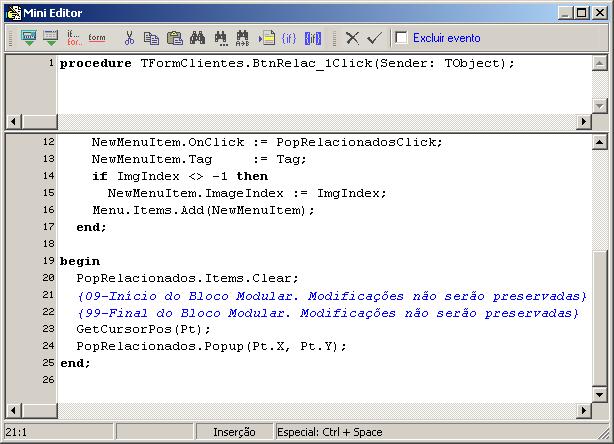 Mini Editor
if... for.. form {if} {{if}} Excluir evento
1 procedure TFormClientes.BtnRelac_1Click(Sender: TObject);
12 NewMenuItem.OnClick := PopRelacionadosClick;
13 NewMenuItem.Tag     := Tag;
14 if ImgIndex <> -1 then
15 NewMenuItem.ImageIndex := ImgIndex;
16 Menu.Items.Add(NewMenuItem);
17 end;
18
19 begin
20 PopRelacionados.Items.Clear;
21 {09-Início do Bloco Modular. Modificações não serão preservadas}
22 {99-Final do Bloco Modular. Modificações não serão preservadas}
23 GetCursorPos(Pt);
24 PopRelacionados.Popup(Pt.X, Pt.Y);
25 end;
26
21:1 Inserção Especial: Ctrl + Space